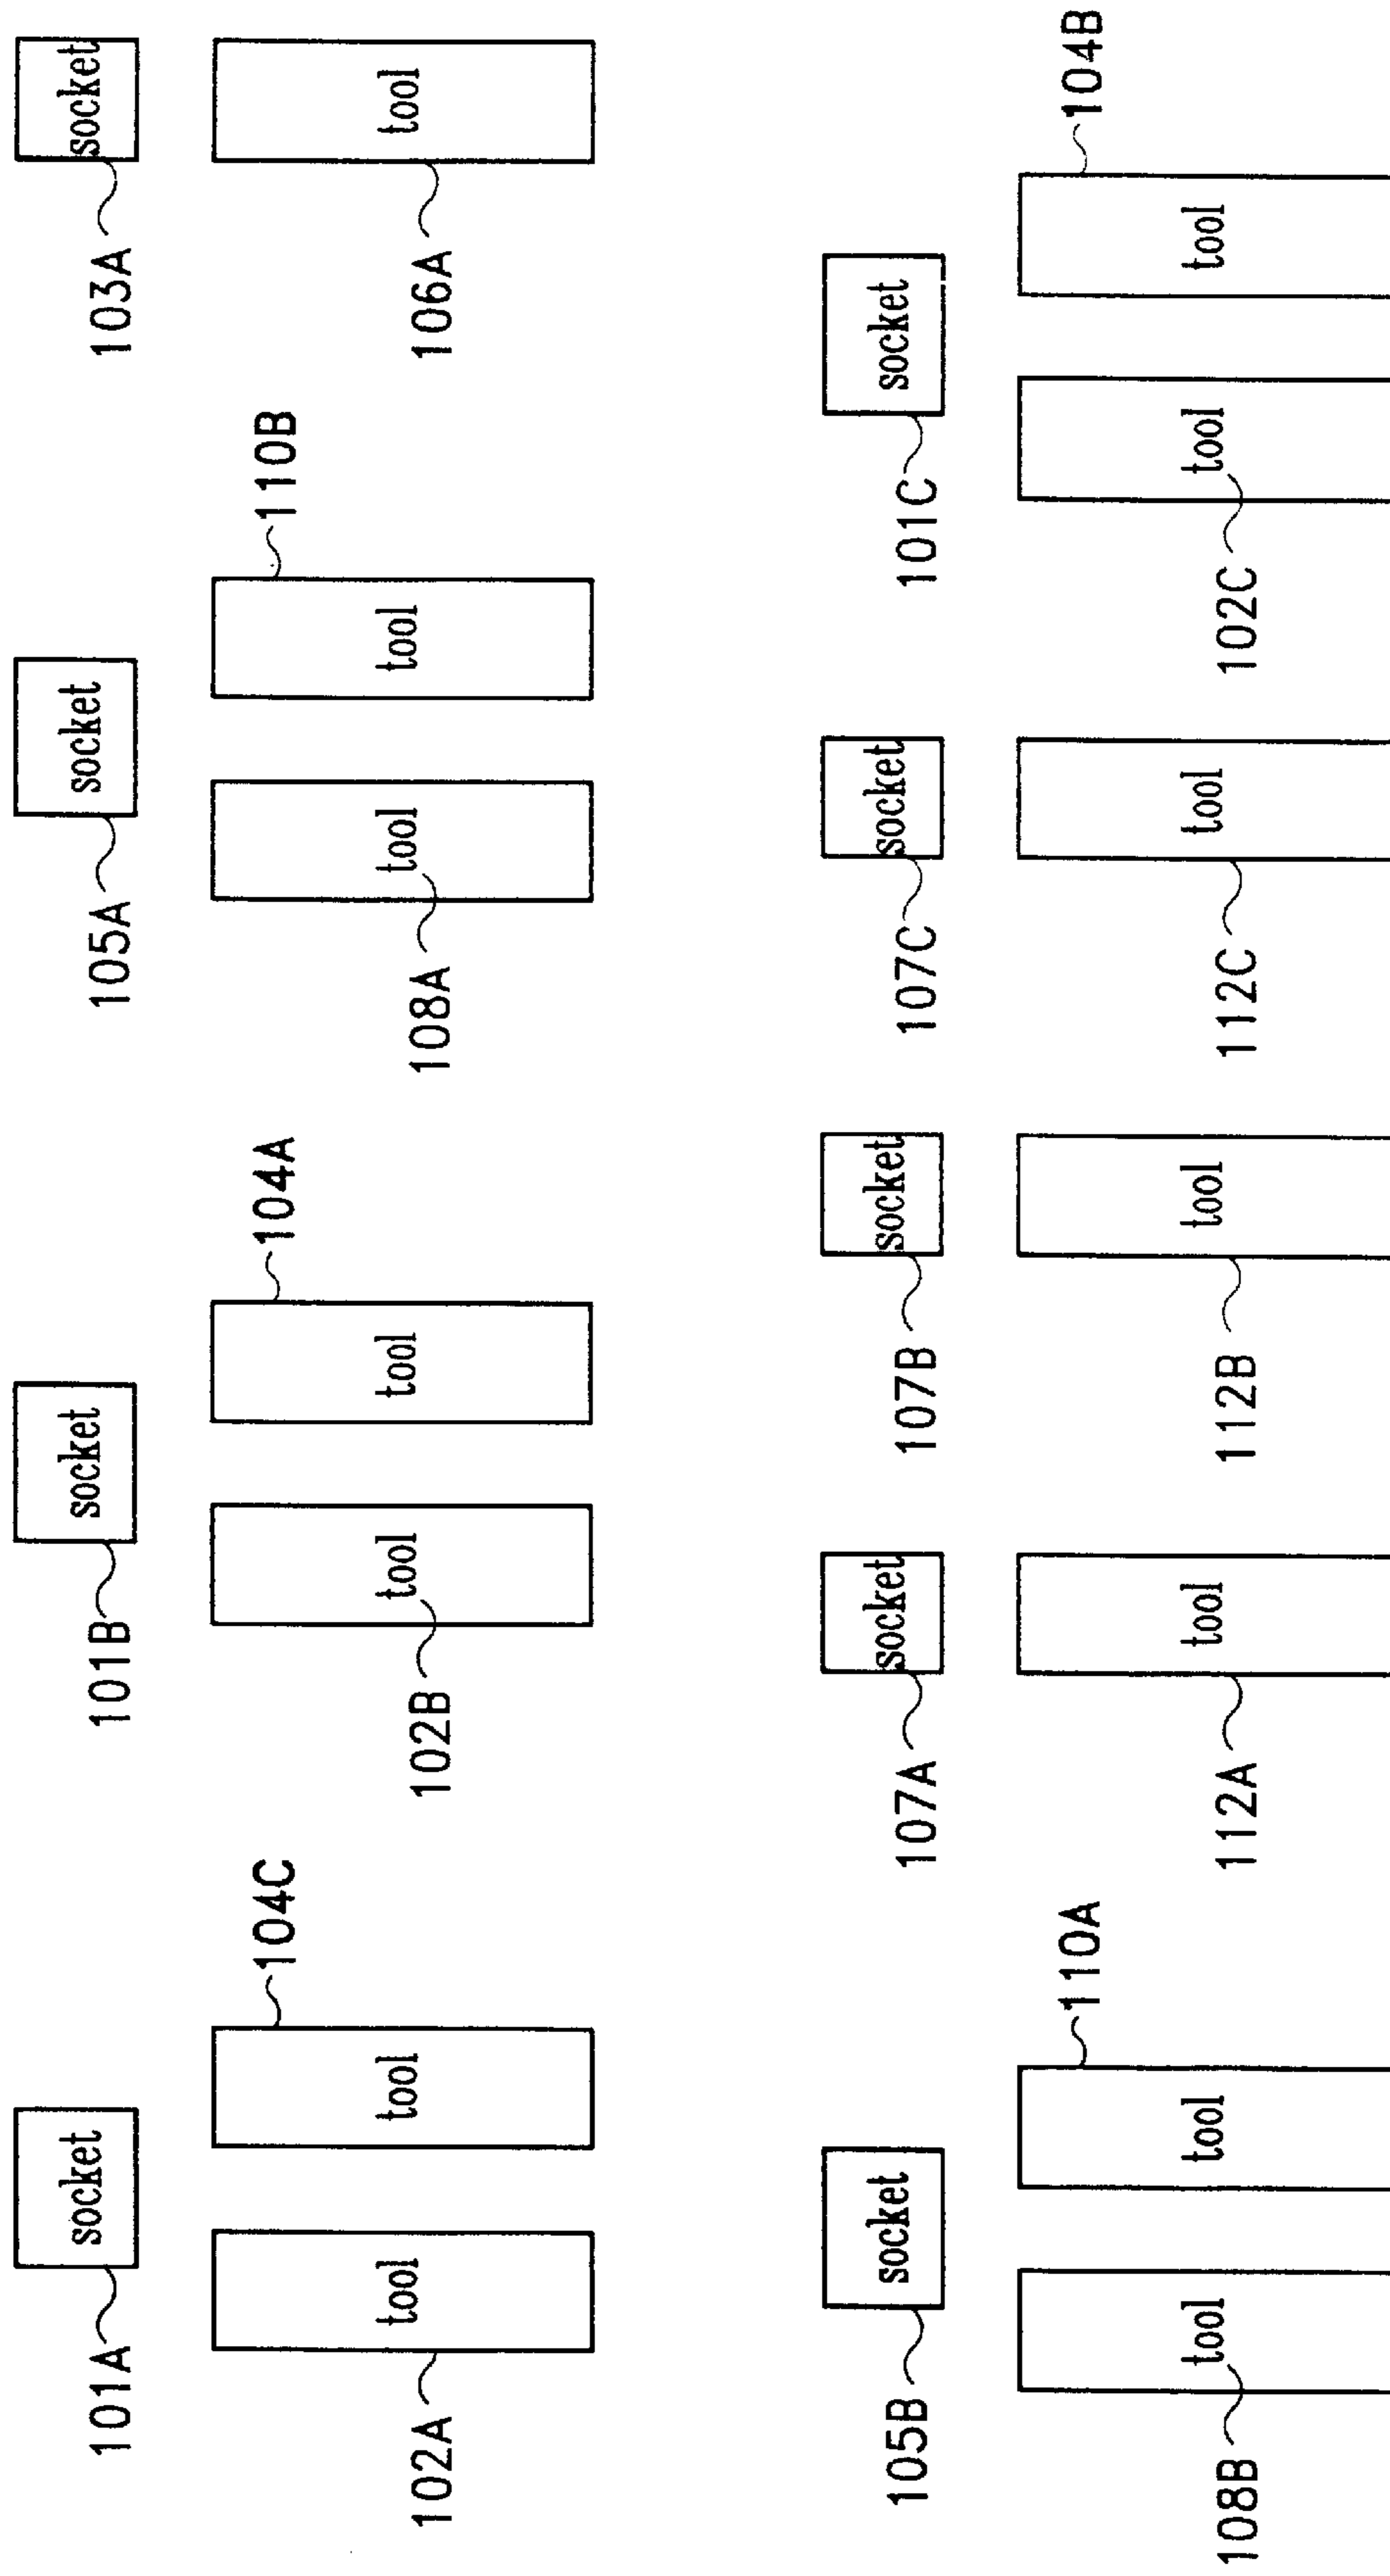 socket
socket
socket
socket
101A
101B
105A
103A
104C
104A
110B
tool
tool
tool
tool
tool
tool
tool
102A
102B
108A
106A
socket
socket
socket
socket
socket
105B
107A
107B
107C
101C
110A
104B
tool
tool
tool
tool
tool
tool
tool
108B
112A
112B
112C
102C